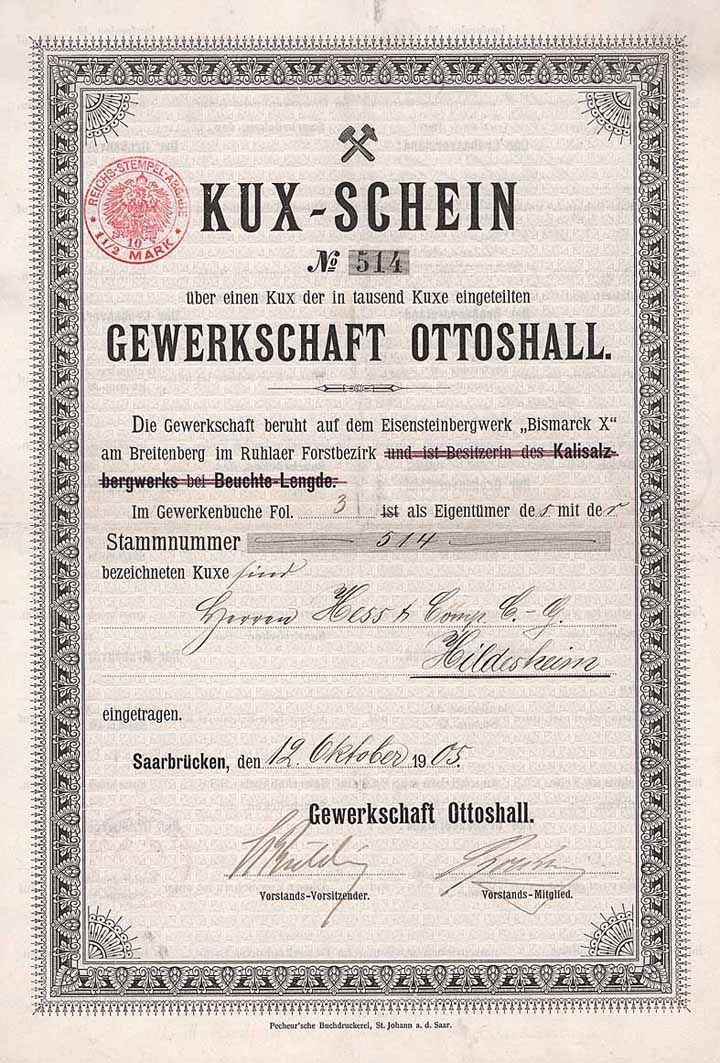 REICHS-STEMPEL-ABGABE
10
1 1/2 MARK
KUX-SCHEIN
№ 514
über einen Kux der in tausend Kuxe eingeteilten
GEWERKSCHAFT OTTOSHALL.
Die Gewerkschaft beruht auf dem Eisensteinbergwerk „Bismarck X“
am Breitenberg im Ruhlaer Forstbezirk und ist Besitzerin des Kalisalz-
bergwerks bei Beuchte-Lengde.
Im Gewerkenbuche Fol. 3 ist als Eigentümer des mit der
Stammnummer 514
bezeichneten Kuxe sind
Herren Hess & Comp. C.-G.
Hildesheim
eingetragen.
Saarbrücken, den 12. Oktober 1905.
Gewerkschaft Ottoshall.
Vorstands-Vorsitzender. Vorstands-Mitglied.
Pecheur'sche Buchdruckerei, St. Johann a. d. Saar.